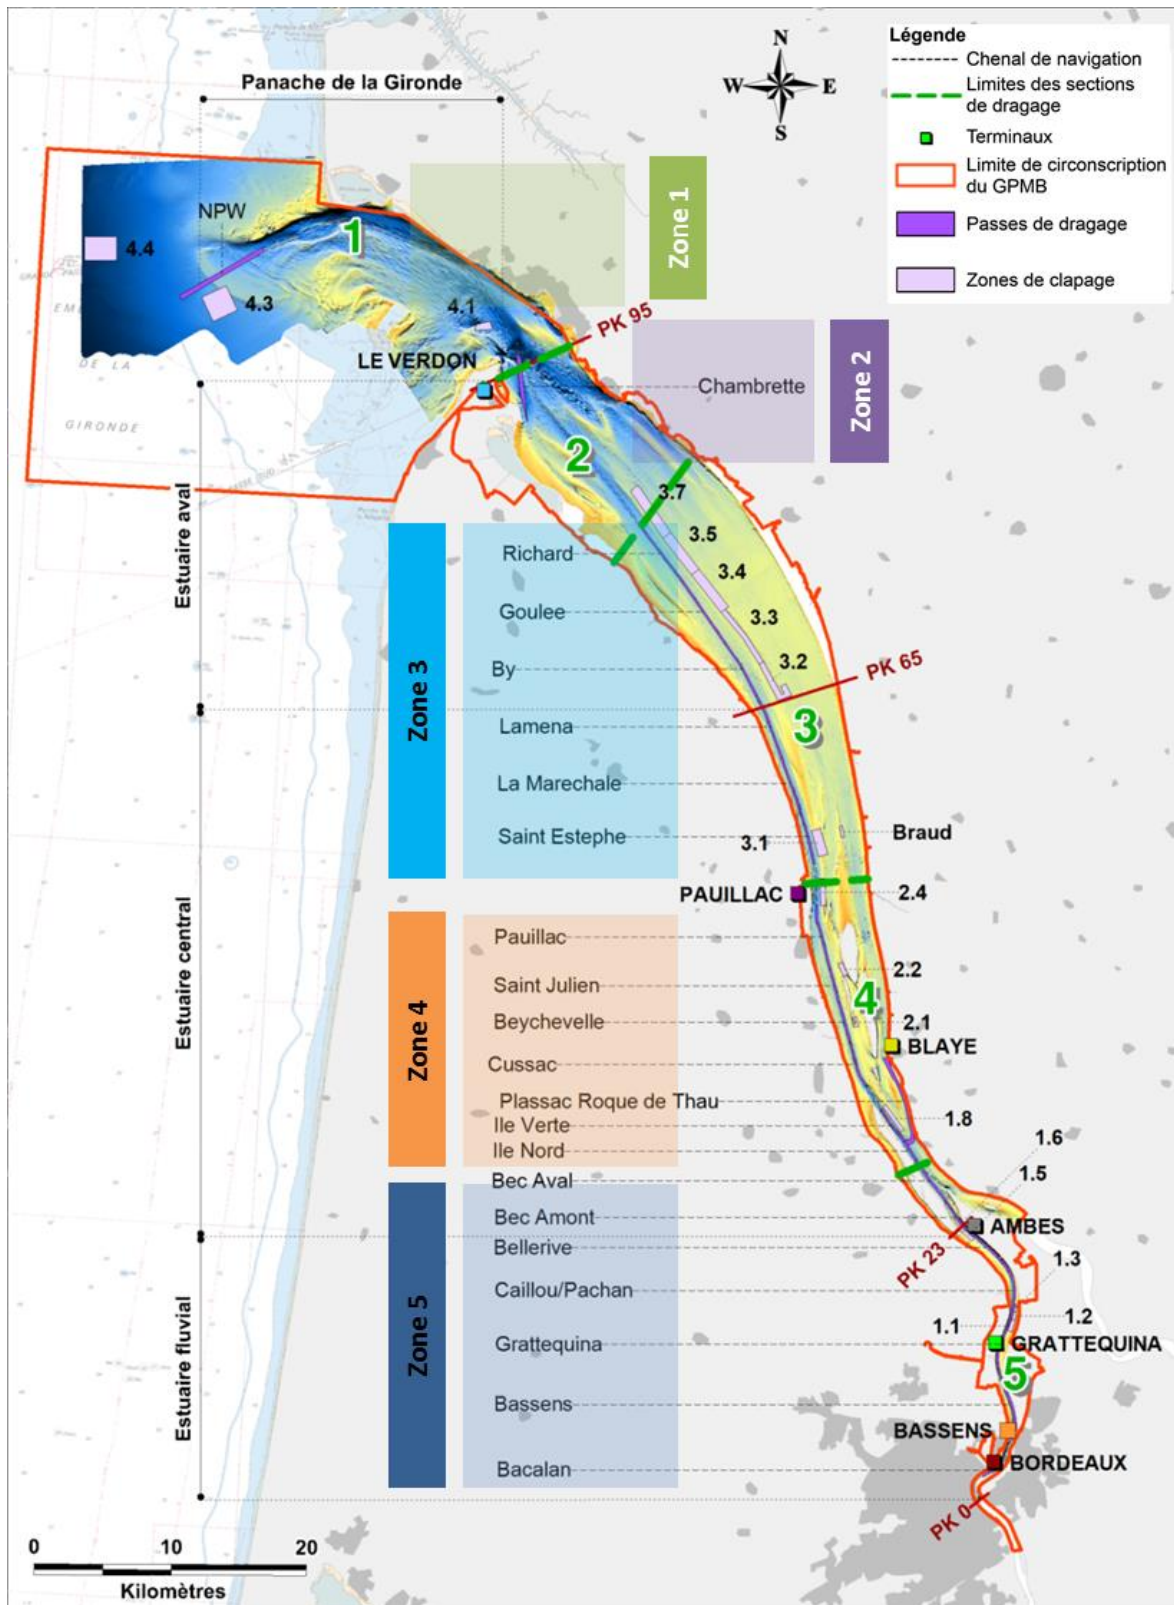 Légende
Chenal de navigation
Limites des sections
de dragage
Terminaux
Limite de circonscription
du GPMB
Passes de dragage
Zones de clapage
N
W
E
S
Panache de la Gironde
Zone 1
NPW
1
4.4
4.3
4.1
PK 95
LE VERDON
Chambrette
Zone 2
DE LA
GIRONDE
2
Estuaire aval
3.7
3.5
3.4
3.3
3.2
PK 65
3
Zone 3
Richard
Goulee
By
Lamena
La Marechale
Saint Estephe
3.1
Braud
PAUILLAC
2.4
Estuaire central
Zone 4
Pauillac
Saint Julien
Beychevelle
Cussac
Plassac Roque de Thau
Ile Verte
Ile Nord
2.2
4
2.1
BLAYE
1.8
1.6
1.5
Bec Aval
Bec Amont
Bellerive
Caillou/Pachan
Grattequina
Bassens
Bacalan
Zone 5
Estuaire fluvial
AMBES
PK 23
1.3
1.2
1.1
GRATTEQUINA
5
BASSENS
BORDEAUX
PK 0
0
10
20
Kilomètres